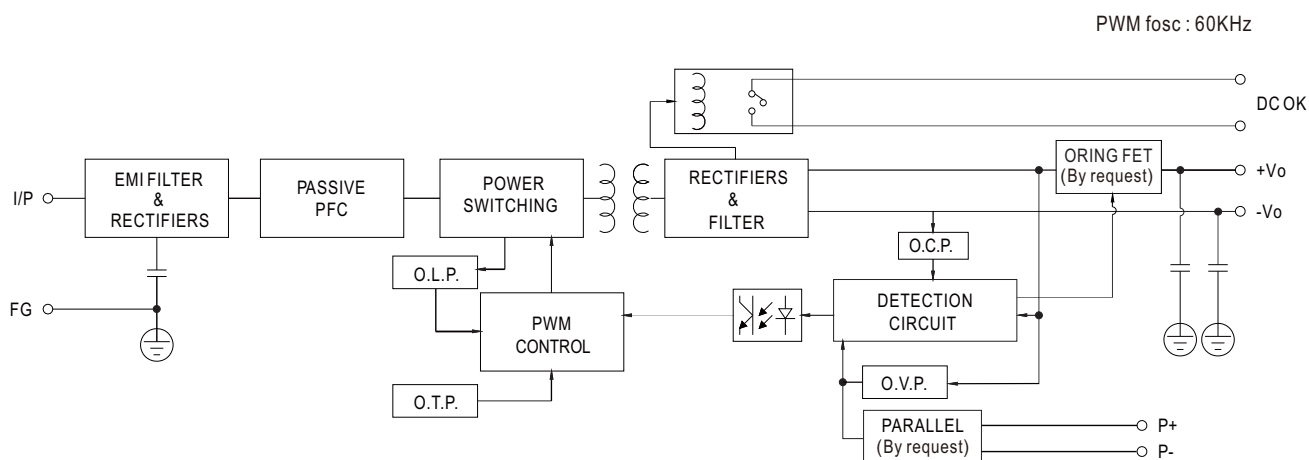 PWM fosc : 60KHz
DC OK
I/P
EMI FILTER
&
RECTIFIERS
PASSIVE
PFC
POWER
SWITCHING
RECTIFIERS
&
FILTER
ORING FET
(By request)
+Vo
-Vo
O.C.P.
O.L.P.
FG
PWM
CONTROL
DETECTION
CIRCUIT
O.T.P.
O.V.P.
PARALLEL
(By request)
P+
P-